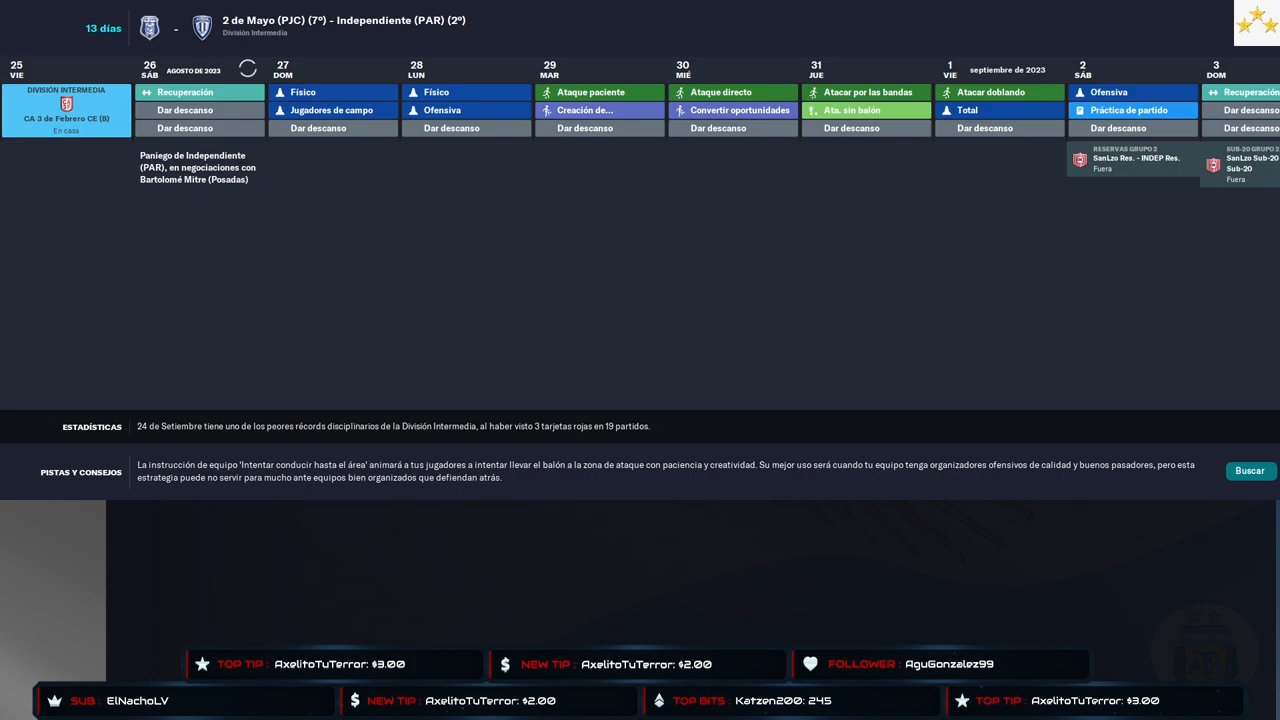 13 días
2 de Mayo (PJC) (7º) - Independiente (PAR) (2º)
-
División Intermedia
25
VIE
26
SÁB
AGOSTO DE 2023
27
DOM
28
LUN
29
MAR
30
MIÉ
31
JUE
1
VIE
septiembre de 2023
2
SÁB
3
DOM
DIVISIÓN INTERMEDIA
CA 3 de Febrero CE (B)
En casa
Recuperación
Dar descanso
Dar descanso
Físico
Jugadores de campo
Dar descanso
Físico
Ofensiva
Dar descanso
Ataque paciente
Creación de...
Dar descanso
Ataque directo
Convertir oportunidades
Dar descanso
Atacar por las bandas
Ata. sin balón
Dar descanso
Atacar doblando
Total
Dar descanso
Ofensiva
Práctica de partido
Dar descanso
Recuperación
Dar descanso
Dar descanso
Paniego de Independiente
(PAR), en negociaciones con
Bartolomé Mitre (Posadas)
RESERVAS GRUPO 2
SanLzo Res. - INDEP Res.
Fuera
SUB-20 GRUPO 2
SanLzo Sub-20
Sub-20
Fuera
ESTADÍSTICAS
24 de Setiembre tiene uno de los peores récords disciplinarios de la División Intermedia, al haber visto 3 tarjetas rojas en 19 partidos.
PISTAS Y CONSEJOS
La instrucción de equipo 'Intentar conducir hasta el área' animará a tus jugadores a intentar llevar el balón a la zona de ataque con paciencia y creatividad. Su mejor uso será cuando tu equipo tenga organizadores ofensivos de calidad y buenos pasadores, pero esta
estrategia puede no servir para mucho ante equipos bien organizados que defiendan atrás.
Buscar
TOP TIP : AxelitoTuTerror: $3.00
NEW TIP : AxelitoTuTerror: $2.00
FOLLOWER : AguGonzalez99
SUB : ElNachoLV
NEW TIP : AxelitoTuTerror: $2.00
TOP BITS : Katzen200: 245
TOP TIP : AxelitoTuTerror: $3.00